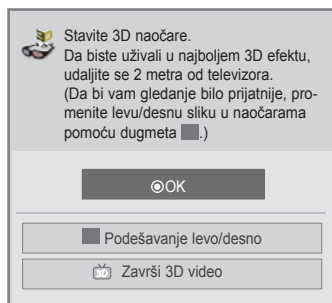 Stavite 3D naočare.
Da biste uživali u najboljem 3D efektu,
udaljite se 2 metra od televizora.
(Da bi vam gledanje bilo prijatnije, pro-
menite levu/desnu sliku u naočarama
pomoću dugmeta .)
OK
Podešavanje levo/desno
3D Završi 3D video